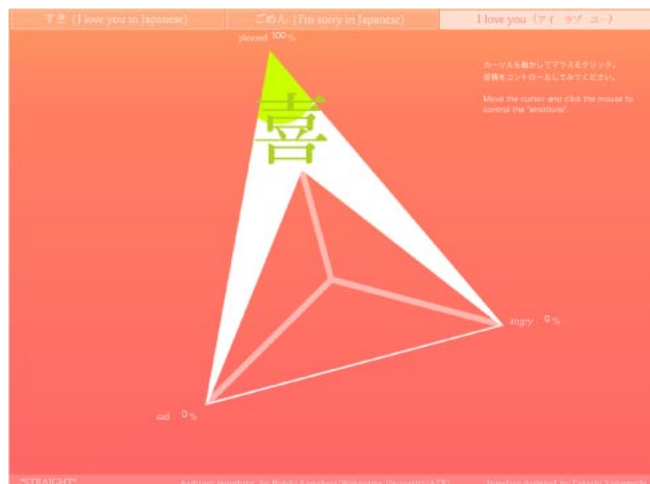 すき (I love you in Japanese)
ごめん (I'm sorry in Japanese)
I love you (アイ ラヴ ユー)
pleased 100 %
カーソルを動かしてマウスをクリック。
感情をコントロールしてみてください。
Move the cursor and click the mouse to
control the "emotions".
喜
angry 0 %
sad 0 %
"STRAIGHT"